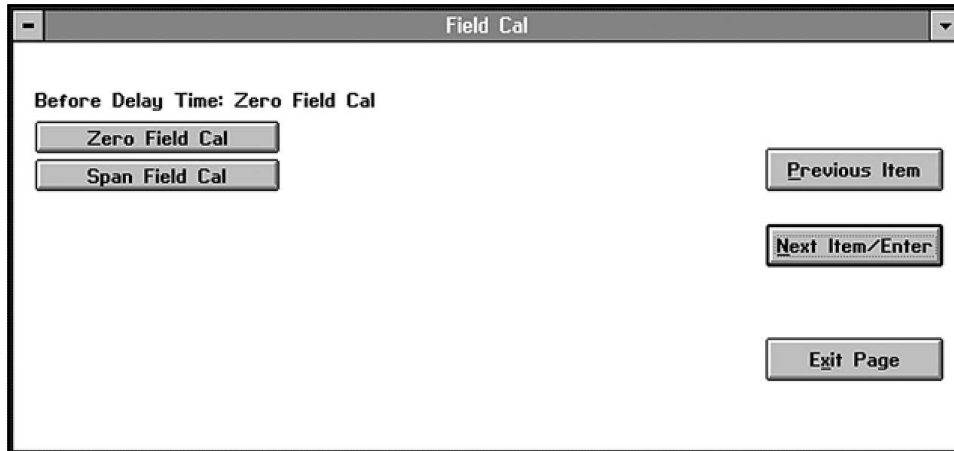 Field Cal
Before Delay Time: Zero Field Cal
Zero Field Cal
Span Field Cal
Previous Item
Next Item/Enter
Exit Page